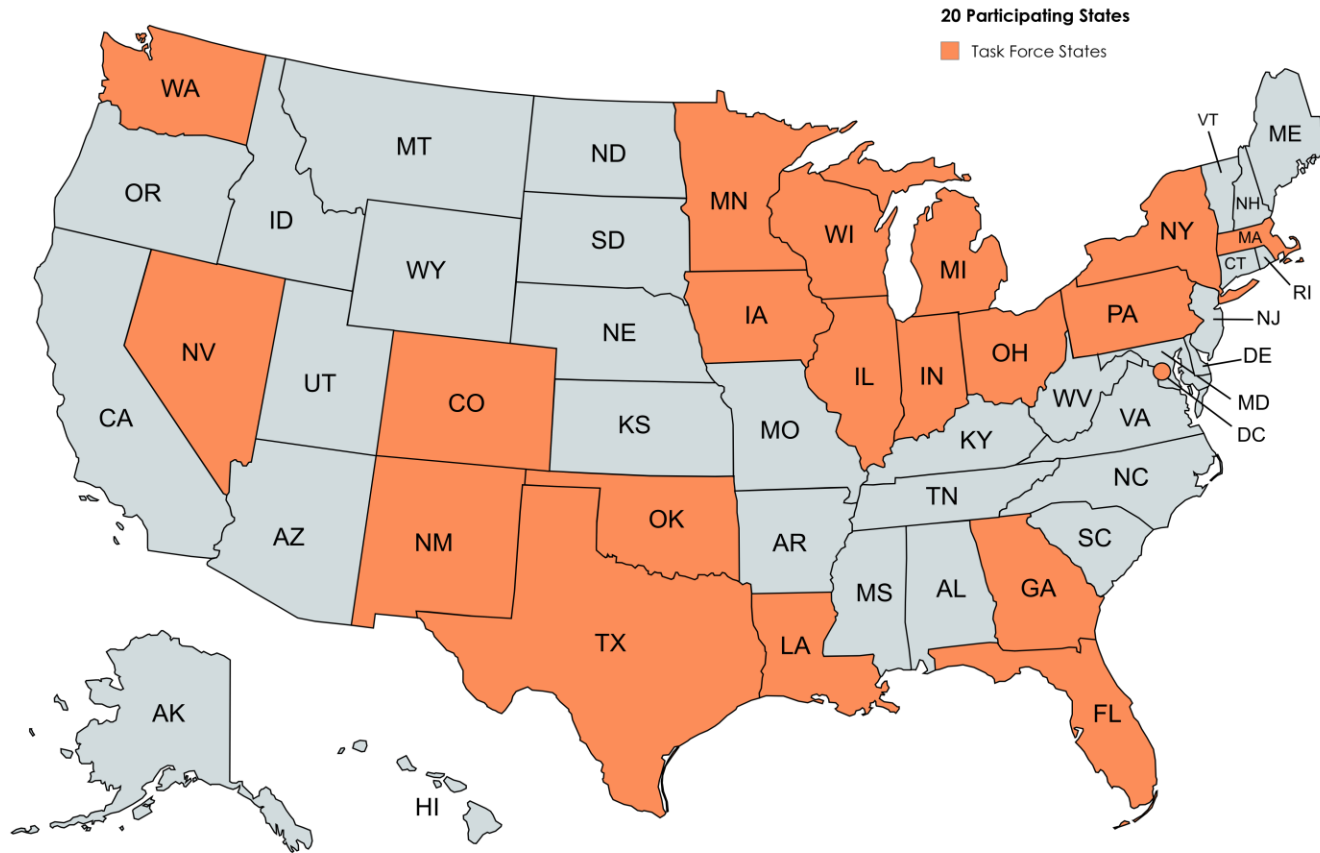 20 Participating States
Task Force States
WA
MT
ND
MN
VT
ME
OR
ID
SD
WI
MI
NY
NH
MA
WY
CT
RI
IA
PA
NJ
NV
NE
OH
DE
UT
CO
IL
IN
MD
CA
KS
MO
WV
VA
DC
KY
NC
TN
OK
AZ
NM
AR
SC
MS
AL
GA
TX
LA
AK
FL
HI